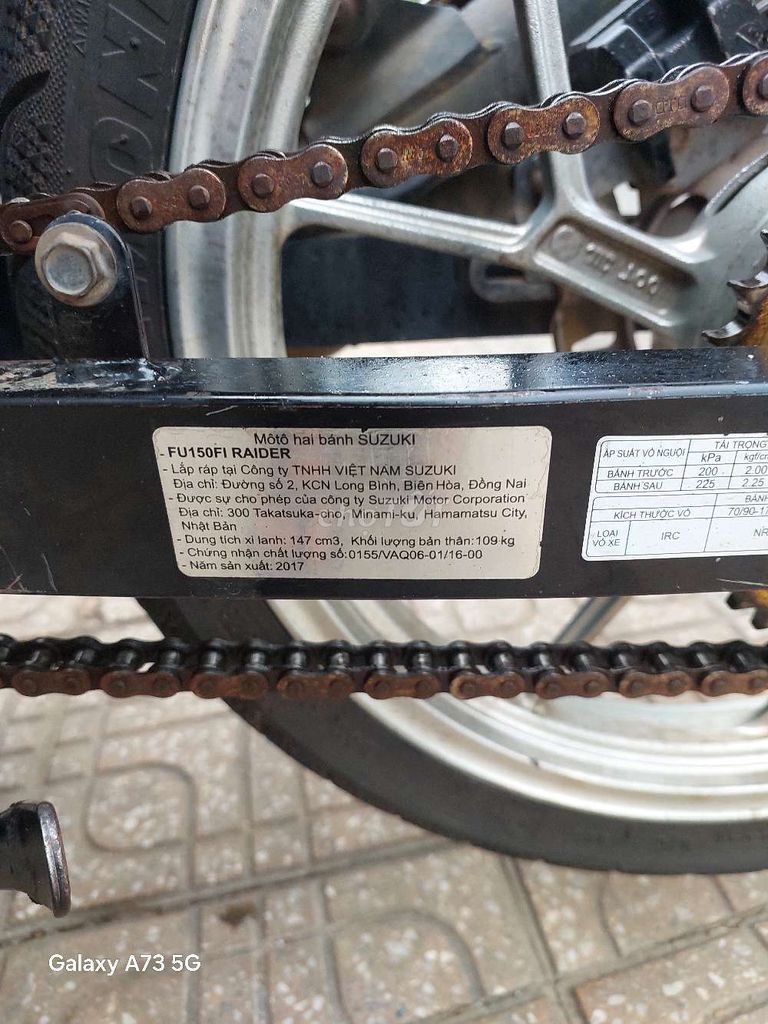 Môtô hai bánh SUZUKI
- FU150FI RAIDER
- Lắp ráp tại Công ty TNHH VIỆT NAM SUZUKI
Địa chỉ: Đường số 2, KCN Long Bình, Biên Hòa, Đồng Nai
- Được sự cho phép của công ty Suzuki Motor Corporation
Địa chỉ: 300 Takatsuka-cho, Minami-ku, Hamamatsu City,
Nhật Bản
- Dung tích xi lanh: 147 cm3, Khối lượng bản thân: 109 kg
- Chứng nhận chất lượng số:0155/VAQ06-01/16-00
- Năm sản xuất: 2017
ÁP SUẤT VỎ NGUỘI TẢI TRỌNG
kPa kgf/cm
BÁNH TRƯỚC 200 2.00
BÁNH SAU 225 2.25
BÁNH
KÍCH THƯỚC VỎ 70/90-17
LOẠI VỎ XE IRC NR
Galaxy A73 5G